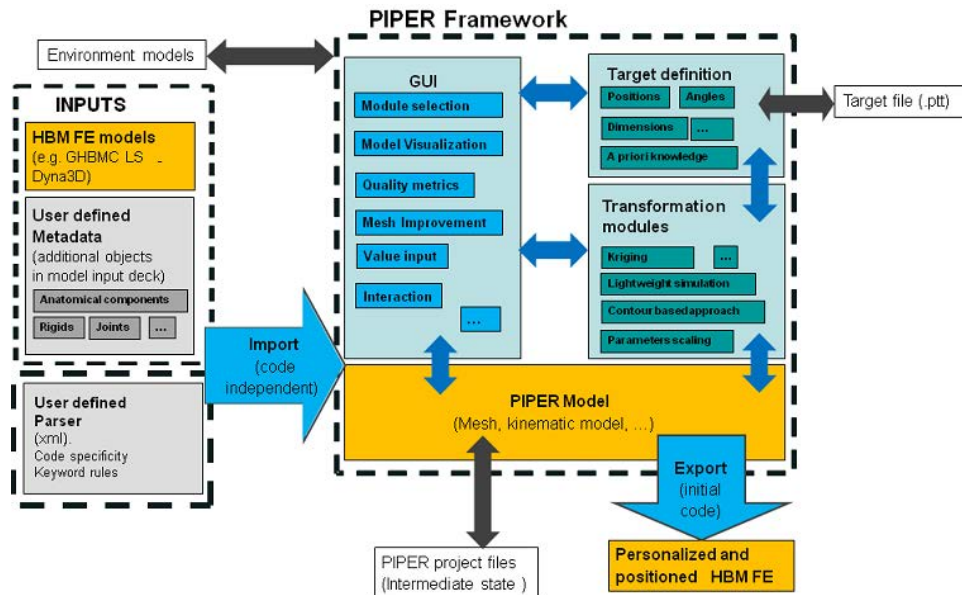 PIPER Framework
Environment models
INPUTS
HBM FE models
(e.g. GHBMC LS -
Dyna3D)
User defined
Metadata
(additional objects
in model input deck)
Anatomical components
Rigids
Joints
...
User defined
Parser
(xml).
Code specificity
Keyword rules
Import
(code
independent)
GUI
Module selection
Model Visualization
Quality metrics
Mesh Improvement
Value input
Interaction
...
Target definition
Positions
Angles
Dimensions
...
A priori knowledge
Target file (.ptt)
Transformation
modules
Kriging
...
Lightweight simulation
Contour based approach
Parameters scaling
PIPER Model
(Mesh, kinematic model, ...)
Export
(initial
code)
PIPER project files
(Intermediate state )
Personalized and
positioned HBM FE